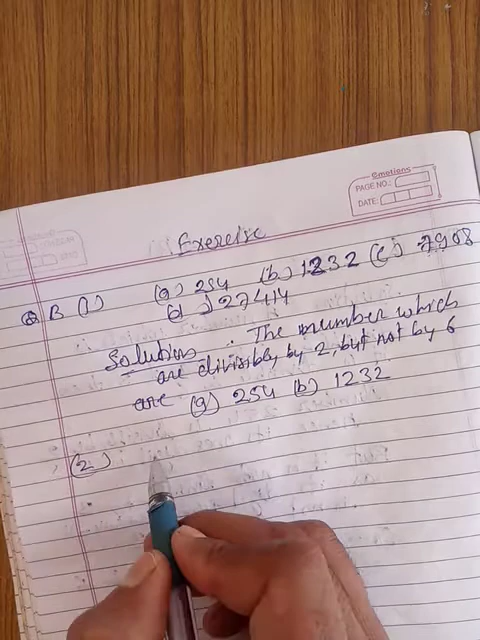 Emotions
PAGE NO.:
DATE:
Exercise
Q B (1) (a) 254 (b) 1232 (c) 7908
d) 27414
Solution. The number which
are divisibly by 2, but not by 6
are (a) 254 (b) 1232
(2)